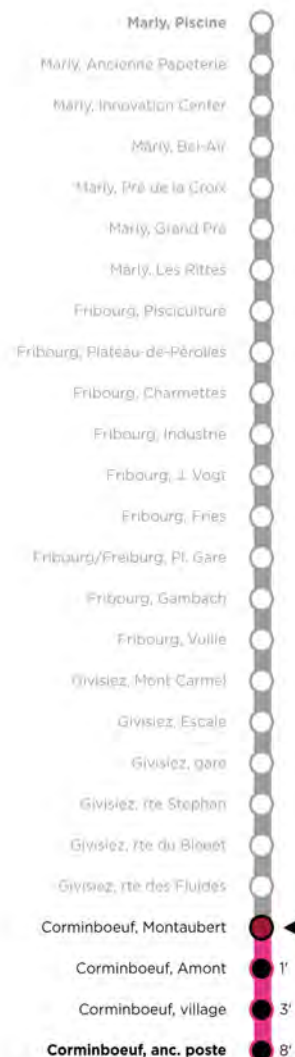 Marly, Piscine
Marly, Ancienne Papeterie
Marly, Innovation Center
Marly, Bel-Air
Marly, Pré de la Croix
Marly, Grand Pré
Marly, Les Rittes
Fribourg, Pisciculture
Fribourg, Plateau-de-Pérolles
Fribourg, Charmettes
Fribourg, Industrie
Fribourg, J. Vogt
Fribourg, Fries
Fribourg/Freiburg, Pl. Gare
Fribourg, Gambach
Fribourg, Vuille
Givisiez, Mont Carmel
Givisiez, Escale
Givisiez, gare
Givisiez, rte Stephan
Givisiez, rte du Bleuet
Givisiez, rte des Fluides
Corminboeuf, Montaubert
Corminboeuf, Amont 1'
Corminboeuf, village 3'
Corminboeuf, anc. poste 8'